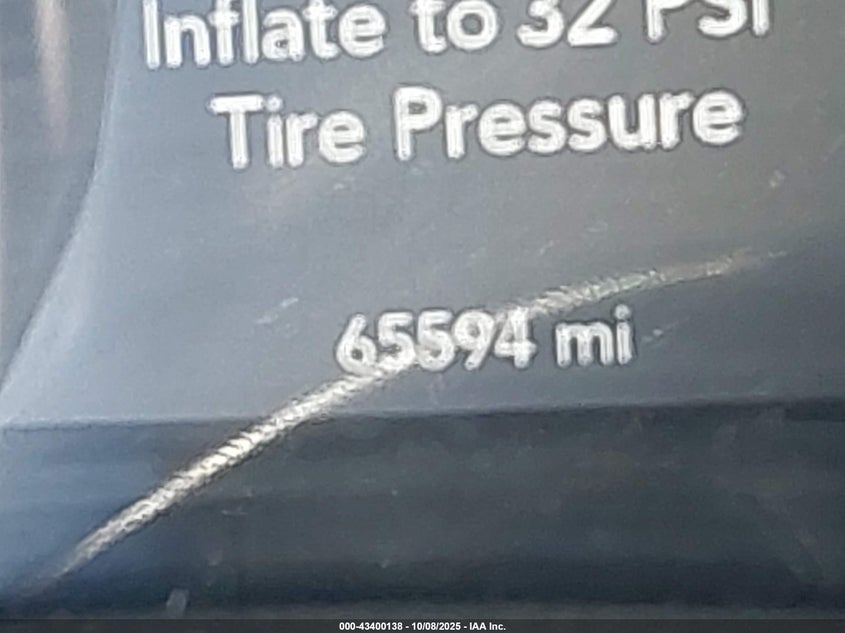 Inflate to 32 PSI
Tire Pressure
65594 mi
000-43400138 - 10/08/2025 - IAA Inc.